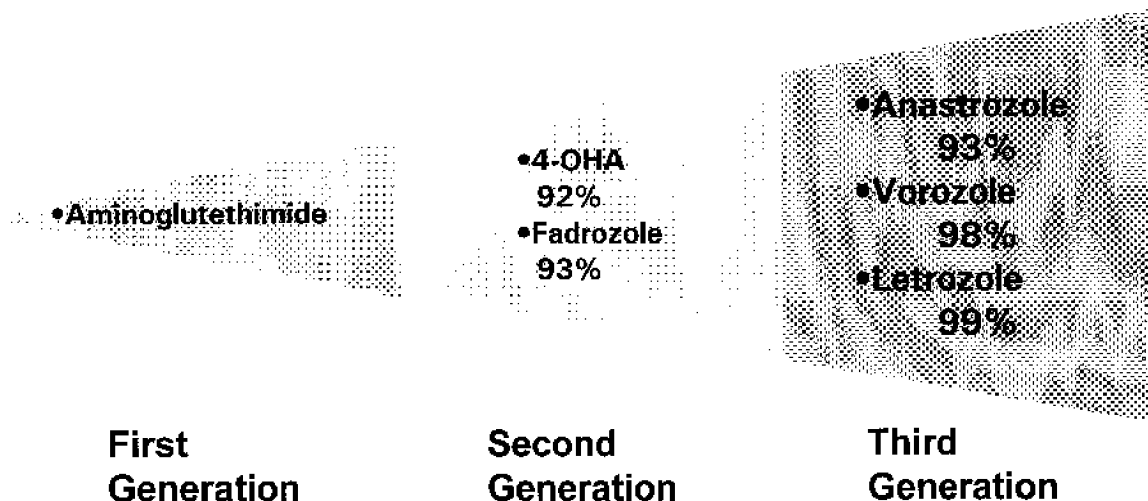 •Aminoglutethimide
•4-OHA
92%
•Fadrozole
93%
•Anastrozole
93%
•Vorozole
98%
•Letrozole
99%
First
Generation
Second
Generation
Third
Generation